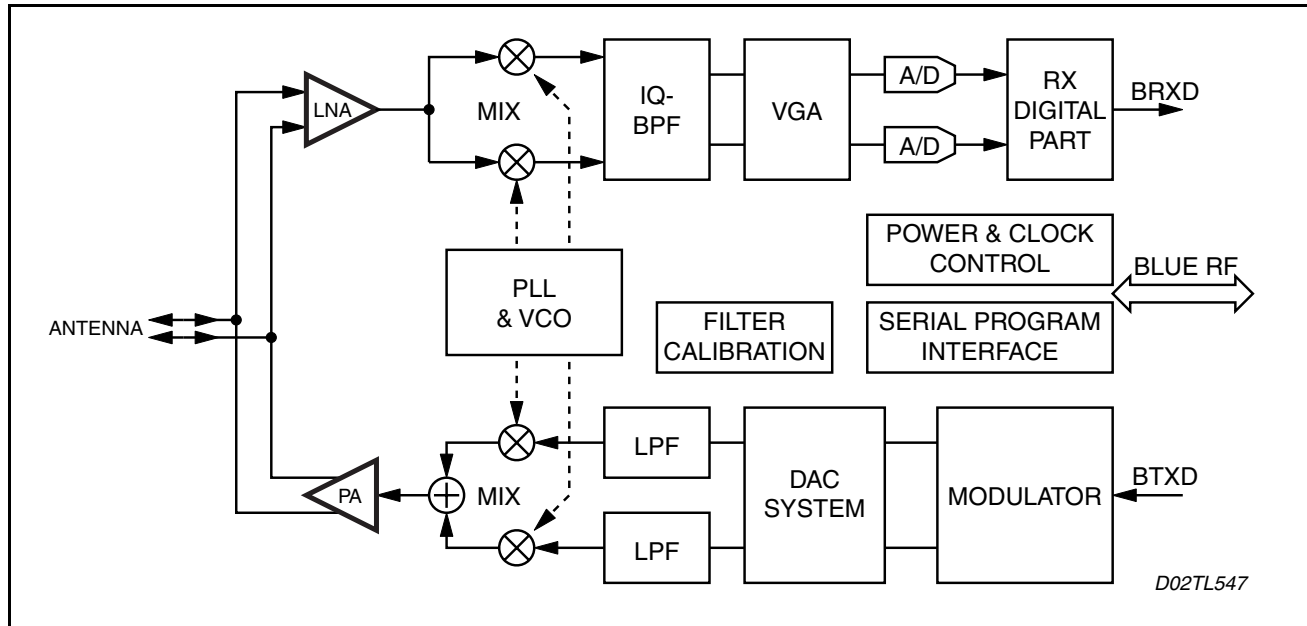 LNA
MIX
IQ-
BPF
VGA
A/D
A/D
RX
DIGITAL
PART
BRXD
POWER & CLOCK
CONTROL
BLUE RF
PLL
& VCO
ANTENNA
FILTER
CALIBRATION
SERIAL PROGRAM
INTERFACE
LPF
DAC
SYSTEM
MODULATOR
BTXD
PA
MIX
LPF
D02TL547